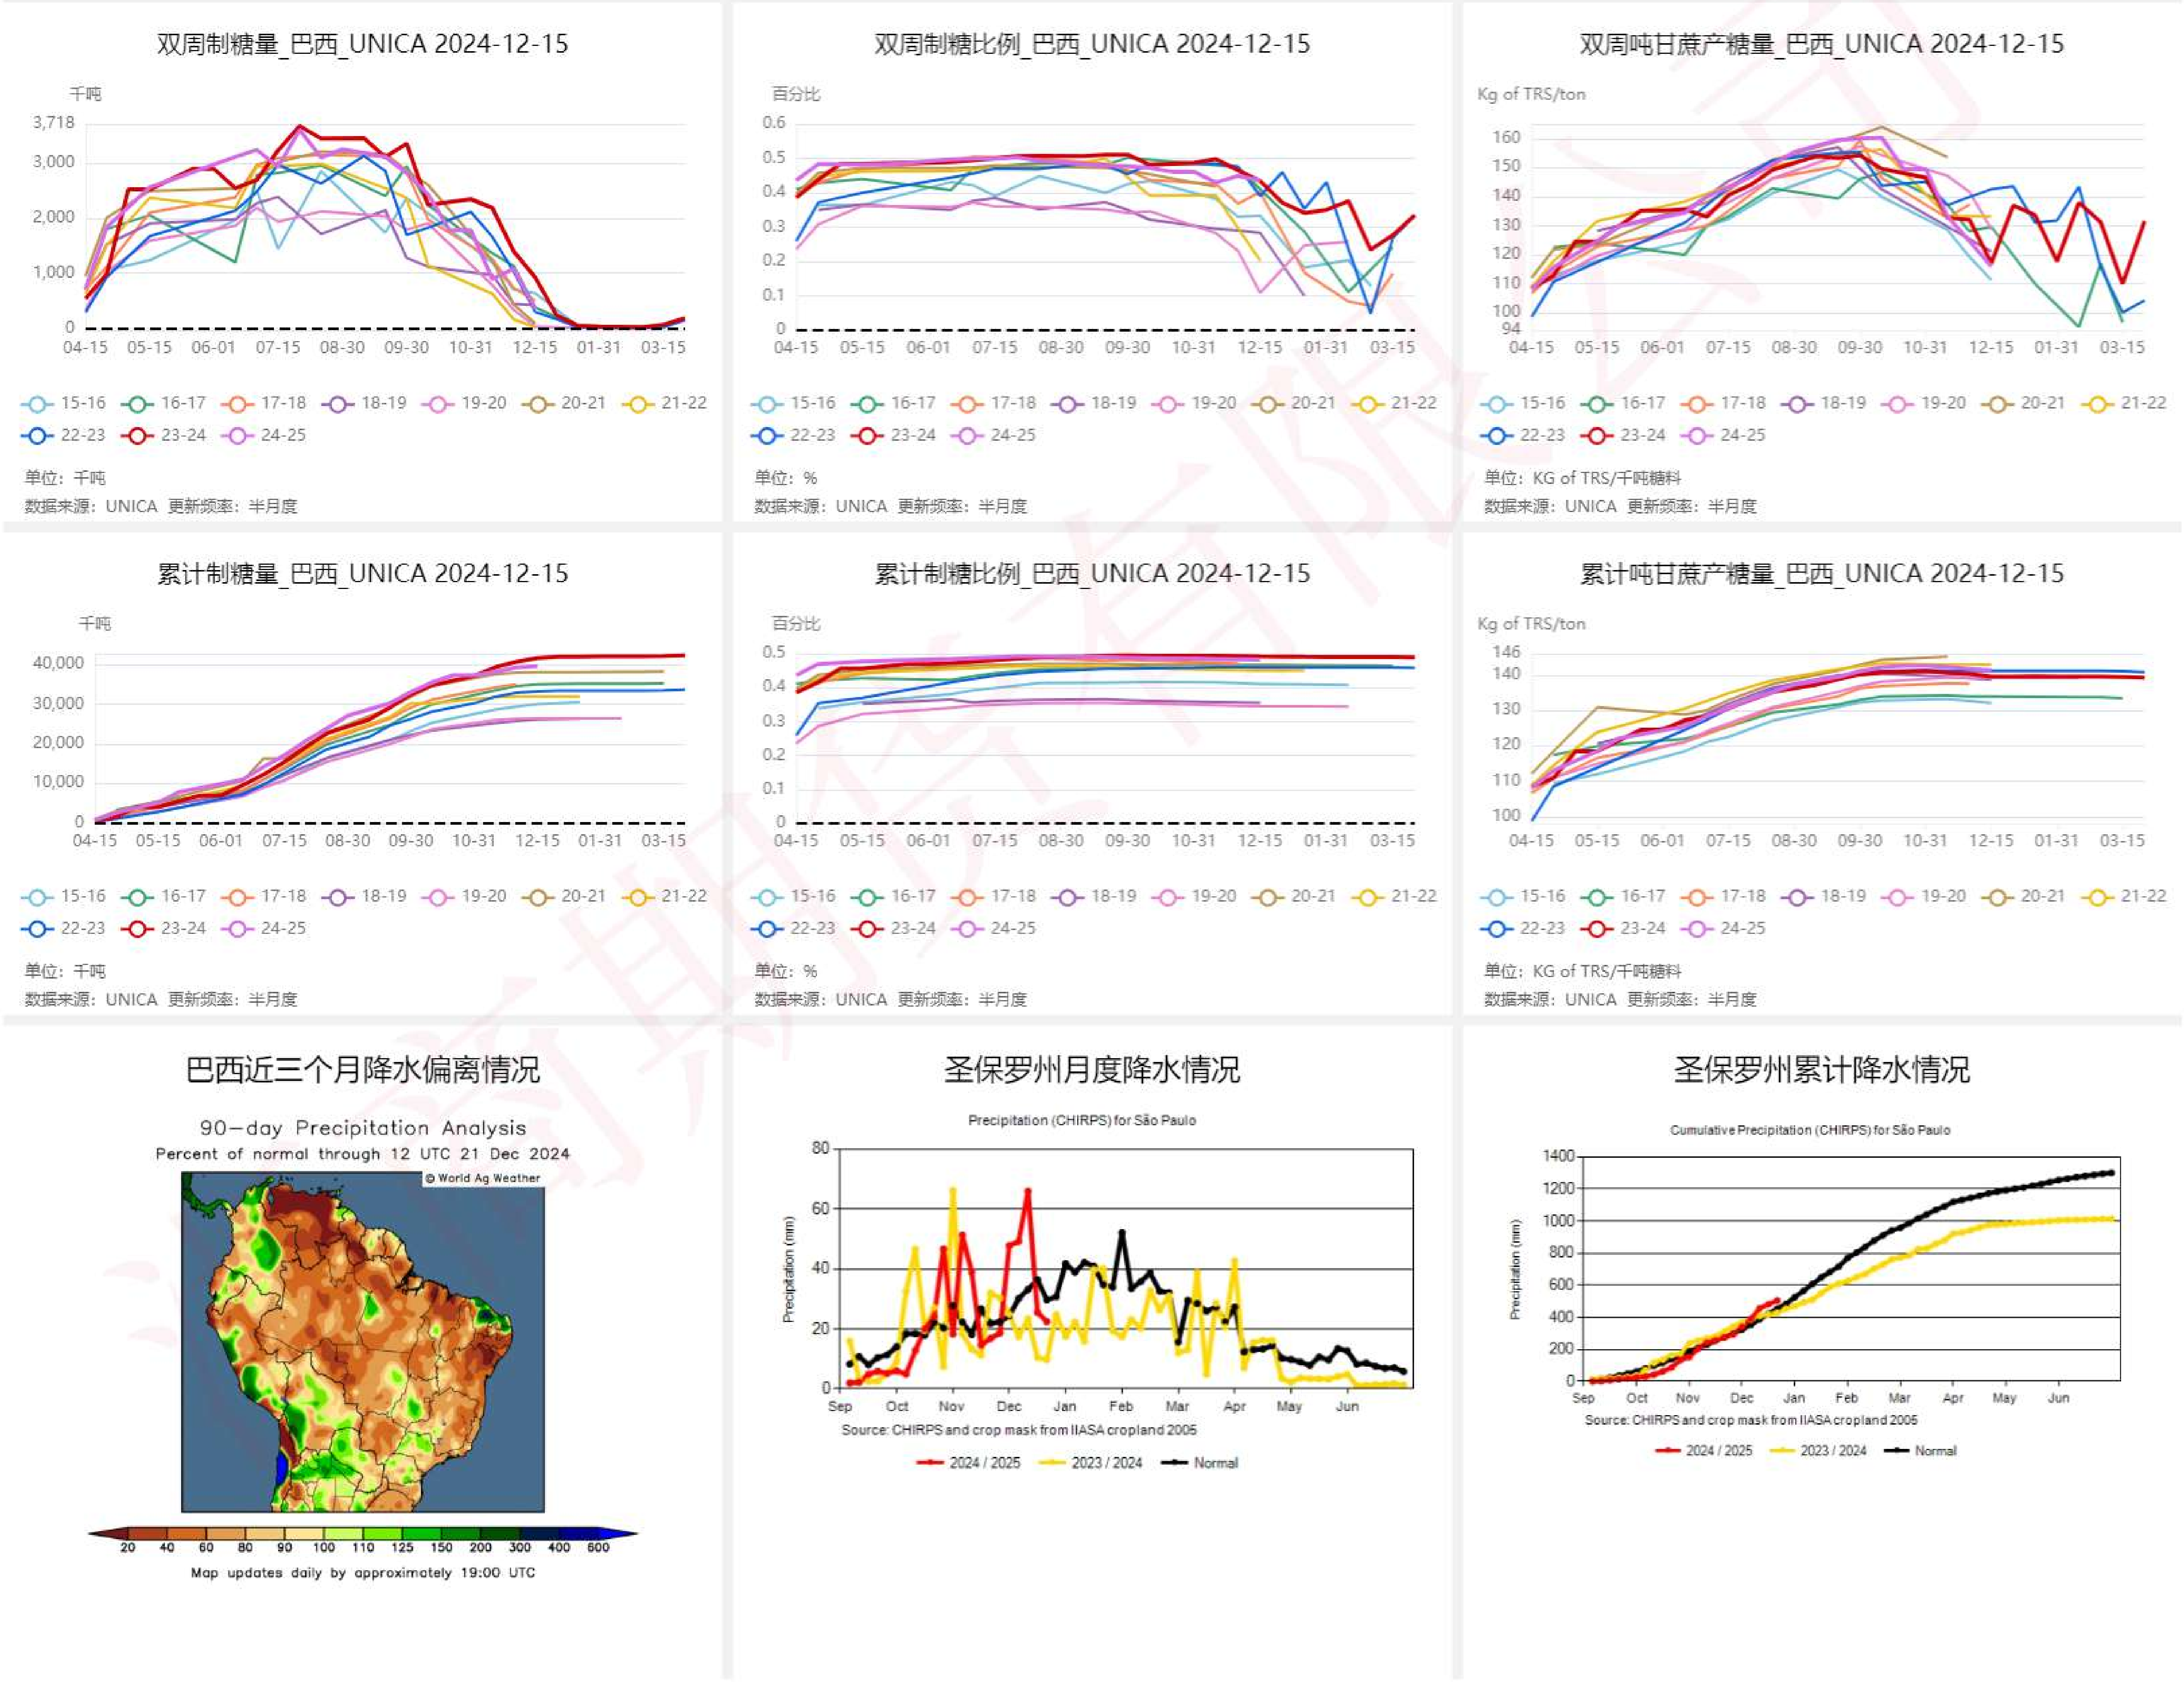 双周制糖量_巴西_UNICA 2024-12-15
千吨
3,718
3,000
2,000
1,000
0
04-15 05-15 06-01 07-15 08-30 09-30 10-31 12-15 01-31 03-15
15-16 16-17 17-18 18-19 19-20 20-21 21-22
22-23 23-24 24-25
单位：千吨
数据来源：UNICA 更新频率：半月度
双周制糖比例_巴西_UNICA 2024-12-15
百分比
0.6
0.5
0.4
0.3
0.2
0.1
0
04-15 05-15 06-01 07-15 08-30 09-30 10-31 12-15 01-31 03-15
15-16 16-17 17-18 18-19 19-20 20-21 21-22
22-23 23-24 24-25
单位：%
数据来源：UNICA 更新频率：半月度
双周吨甘蔗产糖量_巴西_UNICA 2024-12-15
Kg of TRS/ton
160
150
140
130
120
110
100
94
04-15 05-15 06-01 07-15 08-30 09-30 10-31 12-15 01-31 03-15
15-16 16-17 17-18 18-19 19-20 20-21 21-22
22-23 23-24 24-25
单位：KG of TRS/千吨糖料
数据来源：UNICA 更新频率：半月度
累计制糖量_巴西_UNICA 2024-12-15
千吨
40,000
30,000
20,000
10,000
0
04-15 05-15 06-01 07-15 08-30 09-30 10-31 12-15 01-31 03-15
15-16 16-17 17-18 18-19 19-20 20-21 21-22
22-23 23-24 24-25
单位：千吨
数据来源：UNICA 更新频率：半月度
累计制糖比例_巴西_UNICA 2024-12-15
百分比
0.5
0.4
0.3
0.2
0.1
0
04-15 05-15 06-01 07-15 08-30 09-30 10-31 12-15 01-31 03-15
15-16 16-17 17-18 18-19 19-20 20-21 21-22
22-23 23-24 24-25
单位：%
数据来源：UNICA 更新频率：半月度
累计吨甘蔗产糖量_巴西_UNICA 2024-12-15
Kg of TRS/ton
146
140
130
120
110
100
04-15 05-15 06-01 07-15 08-30 09-30 10-31 12-15 01-31 03-15
15-16 16-17 17-18 18-19 19-20 20-21 21-22
22-23 23-24 24-25
单位：KG of TRS/千吨糖料
数据来源：UNICA 更新频率：半月度
巴西近三个月降水偏离情况
90-day Precipitation Analysis
Percent of normal through 12 UTC 21 Dec 2024
© World Ag Weather
20 40 60 80 90 100 110 125 150 200 300 400 600
Map updates daily by approximately 19:00 UTC
圣保罗州月度降水情况
Precipitation (CHIRPS) for São Paulo
Precipitation (mm)
80
60
40
20
0
Sep Oct Nov Dec Jan Feb Mar Apr May Jun
Source: CHIRPS and crop mask from IIASA cropland 2005
2024 / 2025 2023 / 2024 Normal
圣保罗州累计降水情况
Cumulative Precipitation (CHIRPS) for São Paulo
Precipitation (mm)
1400
1200
1000
800
600
400
200
0
Sep Oct Nov Dec Jan Feb Mar Apr May Jun
Source: CHIRPS and crop mask from IIASA cropland 2005
2024 / 2025 2023 / 2024 Normal
期货有限公司